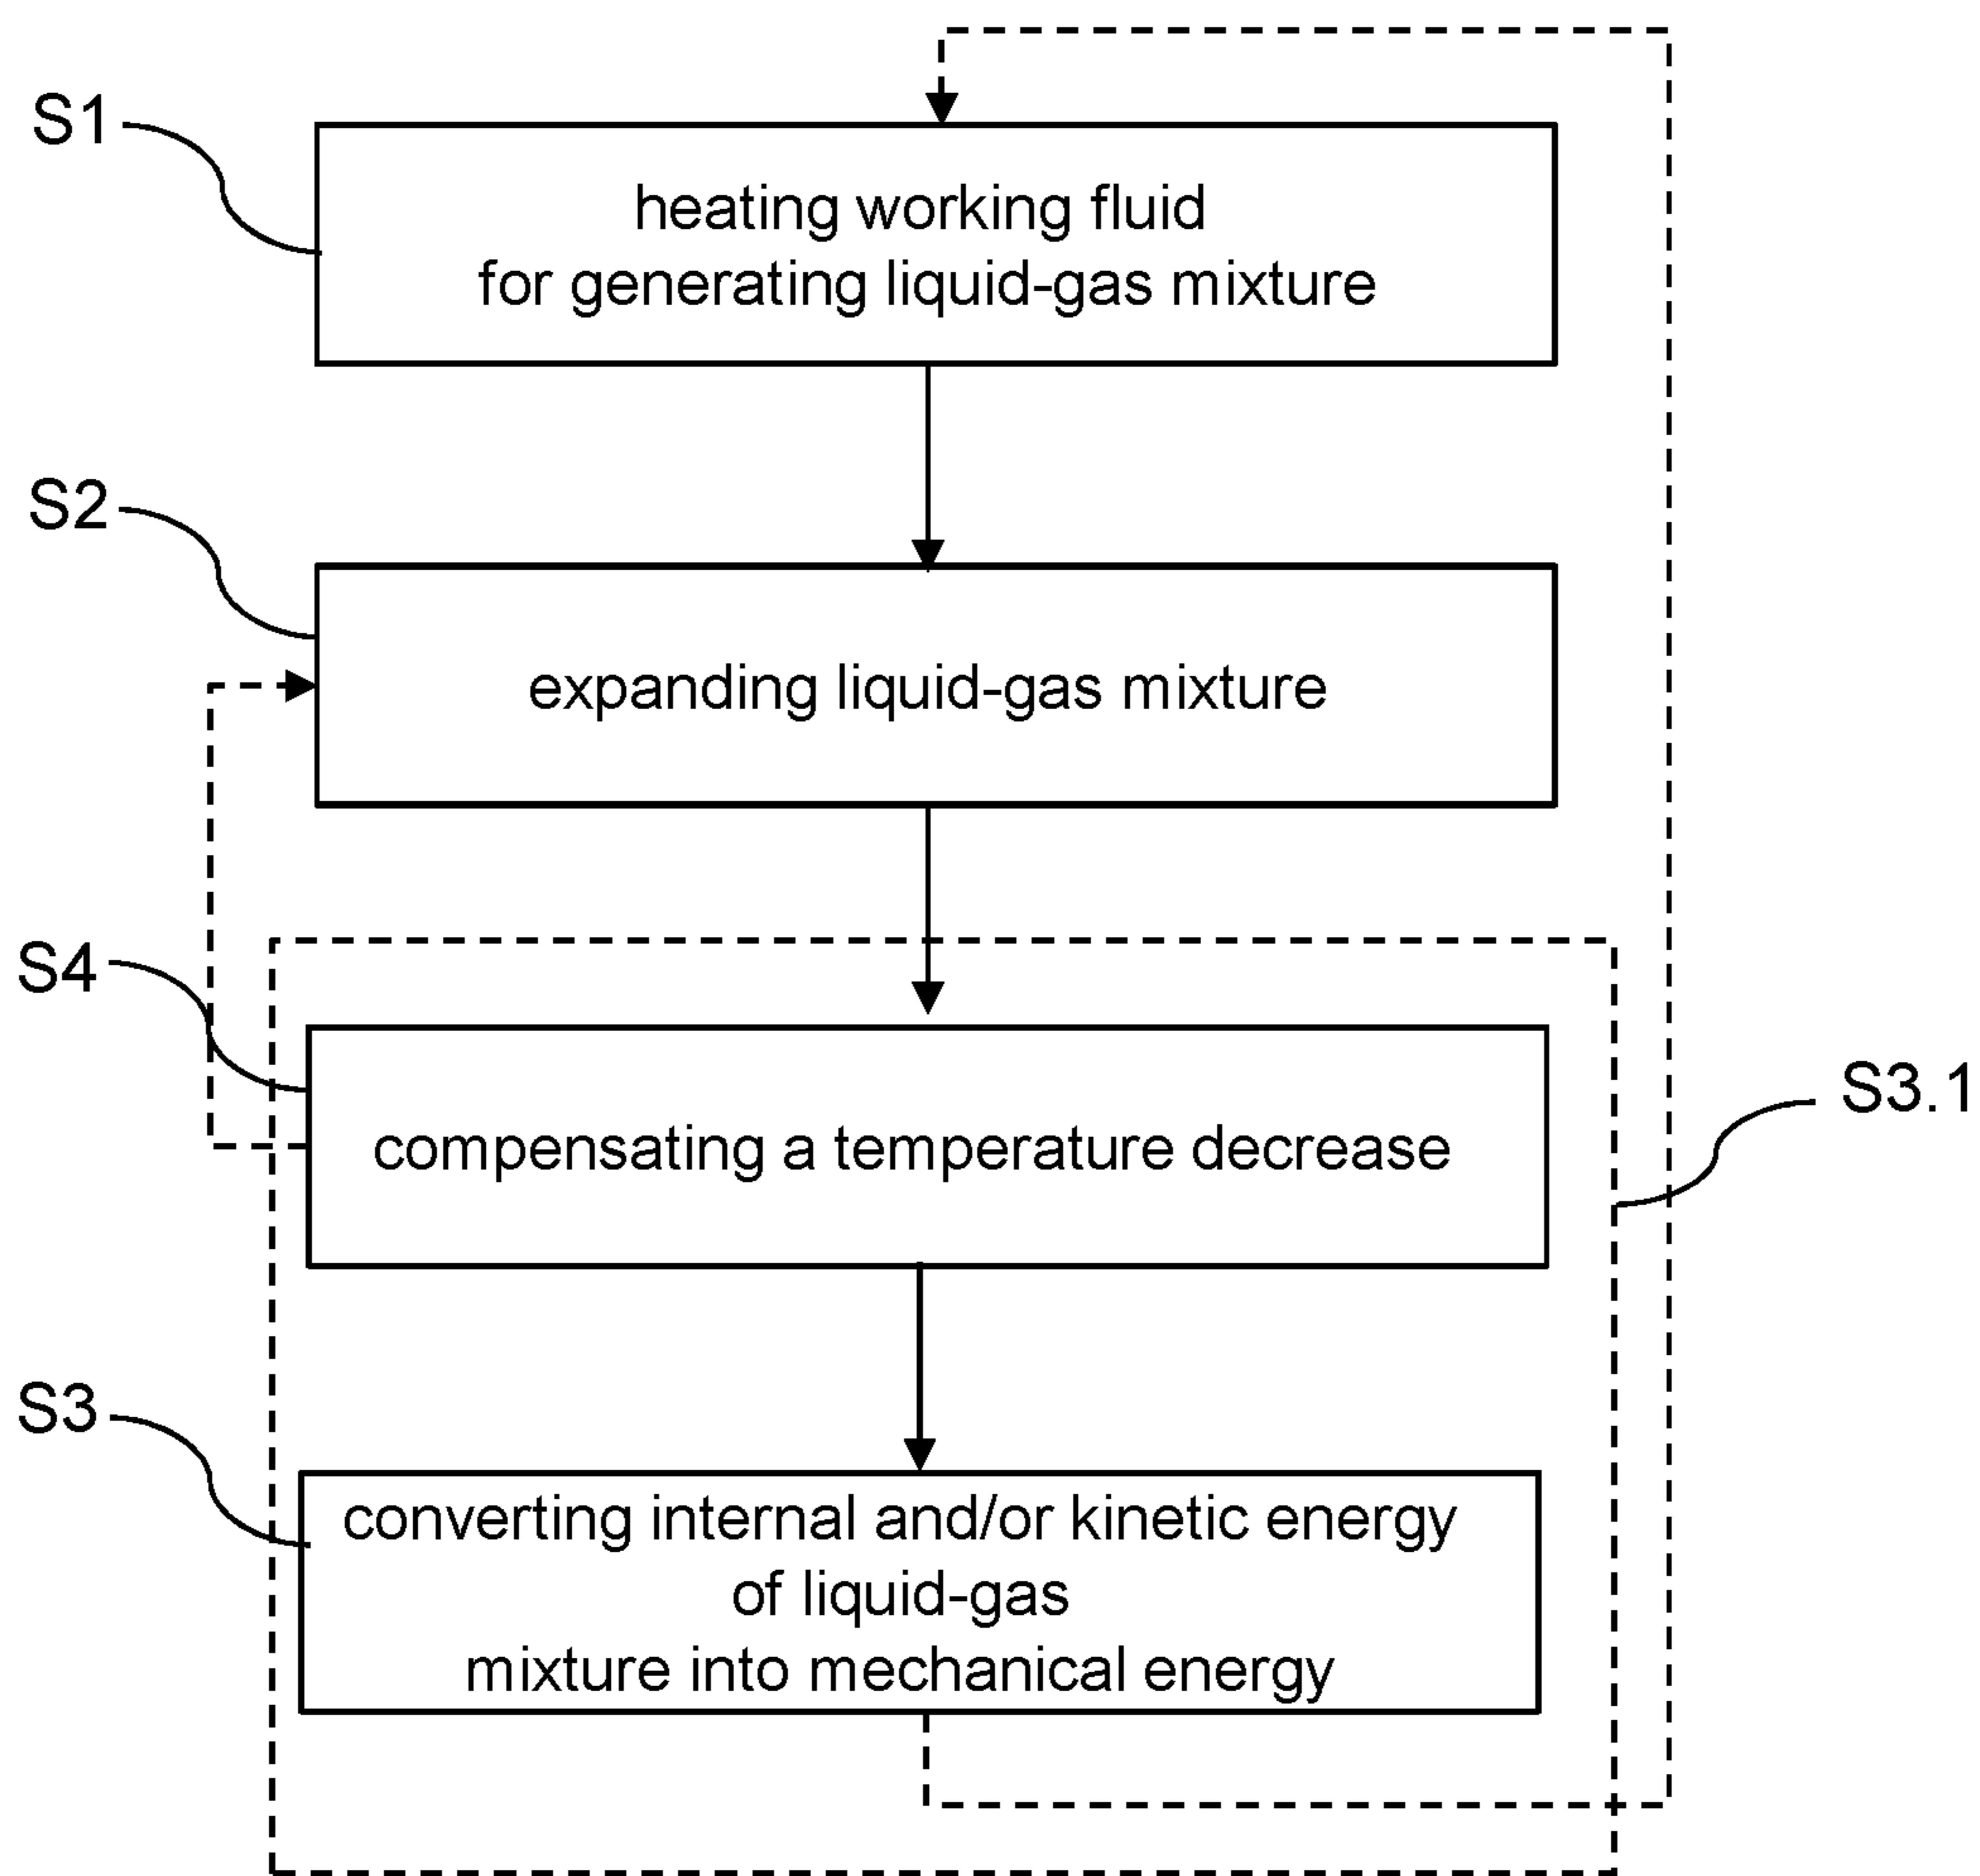 S1
heating working fluid
for generating liquid-gas mixture
S2
expanding liquid-gas mixture
S4
compensating a temperature decrease
S3.1
S3
converting internal and/or kinetic energy
of liquid-gas
mixture into mechanical energy